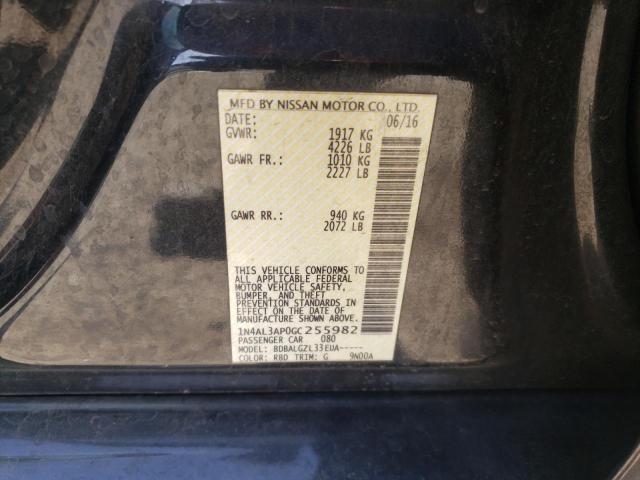 MFD BY NISSAN MOTOR CO., LTD.
DATE: 06/16
GVWR: 1917 KG
4226 LB
GAWR FR.: 1010 KG
2227 LB
GAWR RR.: 940 KG
2072 LB
THIS VEHICLE CONFORMS TO
ALL APPLICABLE FEDERAL
MOTOR VEHICLE SAFETY,
BUMPER, AND THEFT
PREVENTION STANDARDS IN
EFFECT ON THE DATE OF
MANUFACTURE SHOWN ABOVE.
1N4AL3AP0GC255982
PASSENGER CAR 080
MODEL: BDBALGZL33EUA-----
COLOR: RBD TRIM: G 9N00A